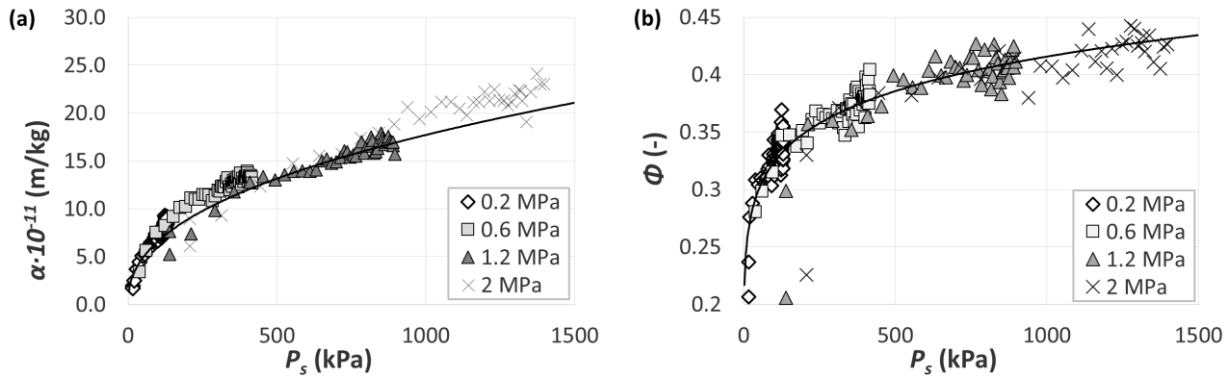 (a)
α·10⁻¹¹ (m/kg)
30.0
25.0
20.0
15.0
10.0
5.0
0.0
0 500 1000 1500
P_s (kPa)
0.2 MPa
0.6 MPa
1.2 MPa
2 MPa
(b)
Φ (-)
0.45
0.4
0.35
0.3
0.25
0.2
0 500 1000 1500
P_s (kPa)
0.2 MPa
0.6 MPa
1.2 MPa
2 MPa